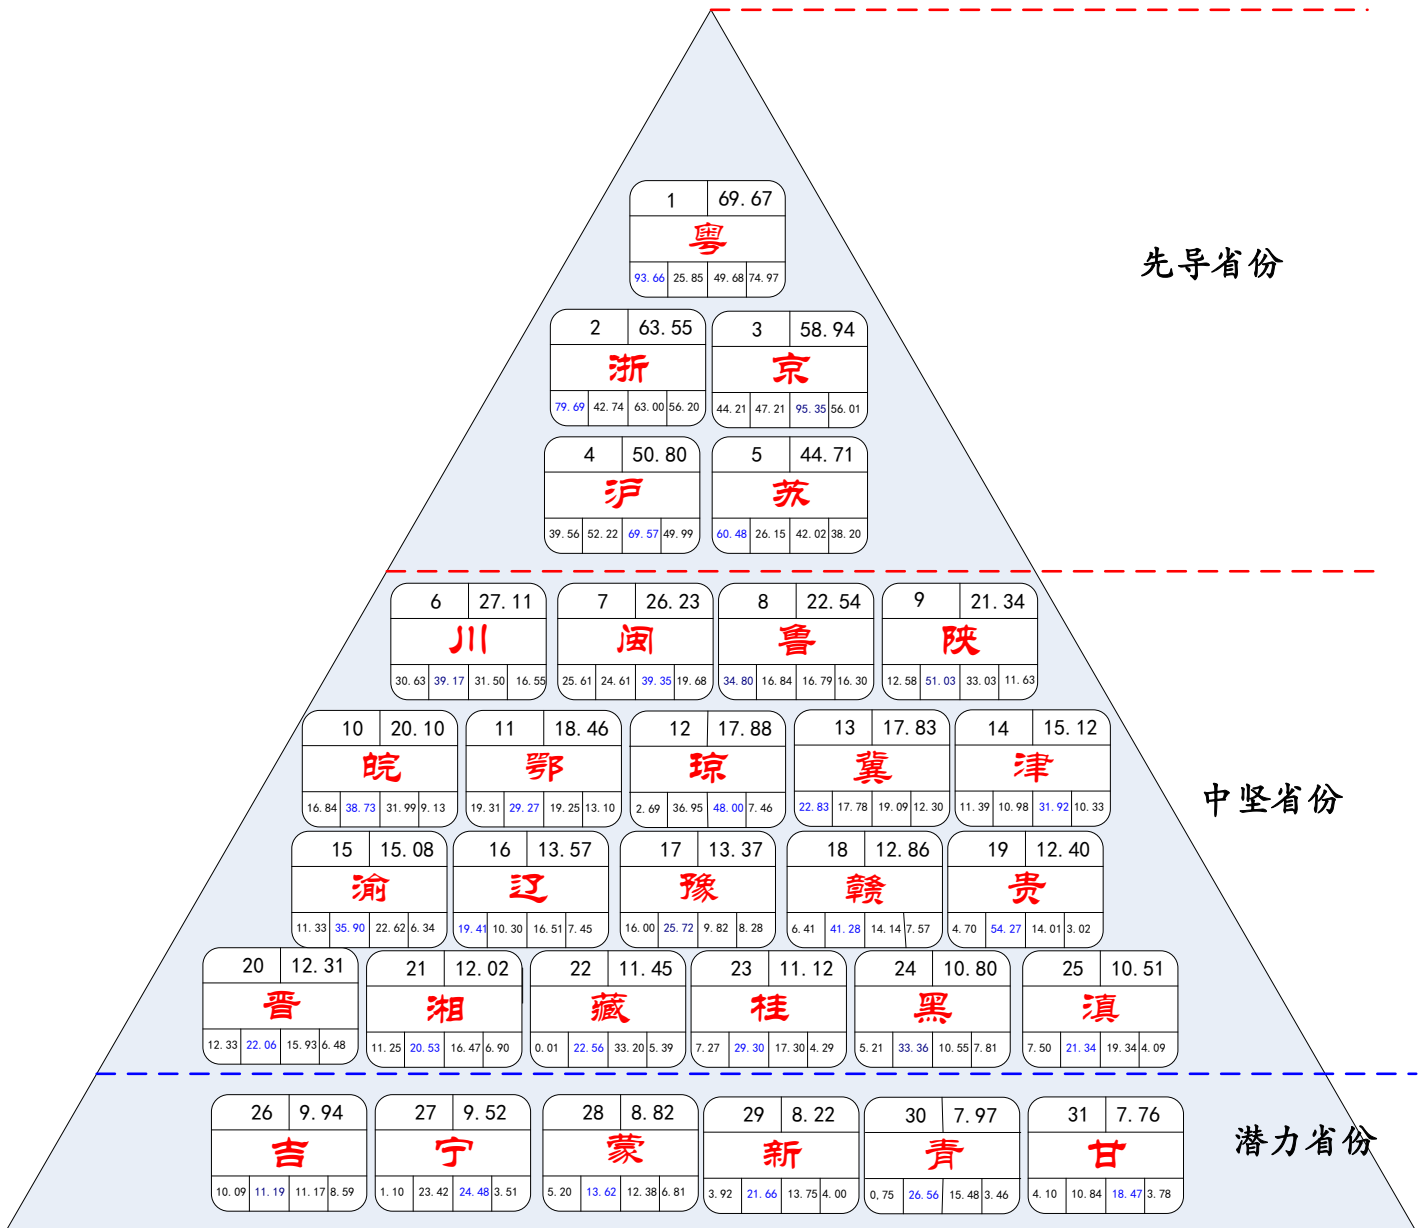 1 69.67
粤
93.66 25.85 49.68 74.97
先导省份
2 63.55
浙
79.69 42.74 63.00 56.20
3 58.94
京
44.21 47.21 95.35 56.01
4 50.80
沪
39.56 52.22 69.57 49.99
5 44.71
苏
60.48 26.15 42.02 38.20
6 27.11
川
30.63 39.17 31.50 16.55
7 26.23
闽
25.61 24.61 39.35 19.68
8 22.54
鲁
34.80 16.84 16.79 16.30
9 21.34
陕
12.58 51.03 33.03 11.63
10 20.10
皖
16.84 38.73 31.99 9.13
11 18.46
鄂
19.31 29.27 19.25 13.10
12 17.88
琼
2.69 36.95 48.00 7.46
13 17.83
冀
22.83 17.78 19.09 12.30
14 15.12
津
11.39 10.98 31.92 10.33
中坚省份
15 15.08
渝
11.33 35.90 22.62 6.34
16 13.57
辽
19.41 10.30 16.51 7.45
17 13.37
豫
16.00 25.72 9.82 8.28
18 12.86
赣
6.41 41.28 14.14 7.57
19 12.40
贵
4.70 54.27 14.01 3.02
20 12.31
晋
12.33 22.06 15.93 6.48
21 12.02
湘
11.25 20.53 16.47 6.90
22 11.45
藏
0.01 22.56 33.20 5.39
23 11.12
桂
7.27 29.30 17.30 4.29
24 10.80
黑
5.21 33.36 10.55 7.81
25 10.51
滇
7.50 21.34 19.34 4.09
26 9.94
吉
10.09 11.19 11.17 8.59
27 9.52
宁
1.10 23.42 24.48 3.51
28 8.82
蒙
5.20 13.62 12.38 6.81
29 8.22
新
3.92 21.66 13.75 4.00
30 7.97
青
0.75 26.56 15.48 3.46
31 7.76
甘
4.10 10.84 18.47 3.78
潜力省份